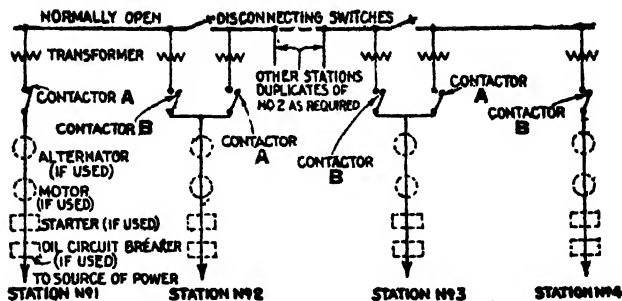 NORMALLY OPEN
DISCONNECTING SWITCHES
TRANSFORMER
OTHER STATIONS
DUPLICATES OF
NO 2 AS REQUIRED
CONTACTOR A
CONTACTOR B
CONTACTOR
A
CONTACTOR
B
CONTACTOR
A
CONTACTOR
B
ALTERNATOR
(IF USED)
MOTOR
(IF USED)
STARTER (IF USED)
OIL CIRCUIT BREAKER
(IF USED)
TO SOURCE OF POWER
STATION Nº1
STATION Nº2
STATION Nº3
STATION Nº4